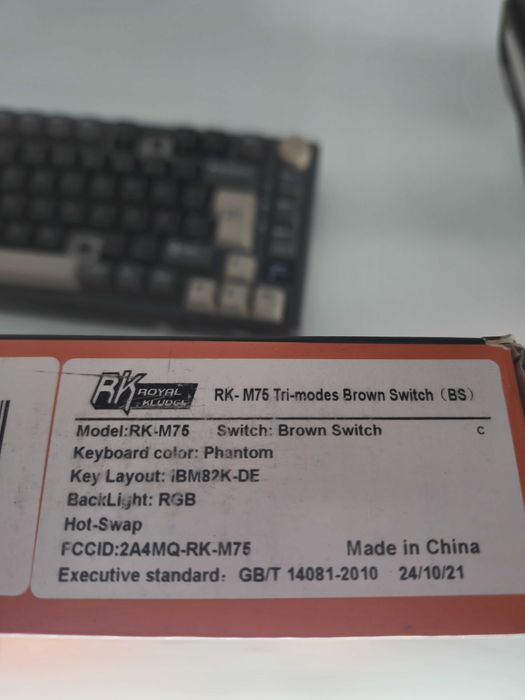 RK ROYAL KLUDGE
RK- M75 Tri-modes Brown Switch（BS）
Model:RK-M75 Switch: Brown Switch C
Keyboard color: Phantom
Key Layout: iBM82K-DE
BackLight: RGB
Hot-Swap
FCCID:2A4MQ-RK-M75 Made in China
Executive standard: GB/T 14081-2010 24/10/21